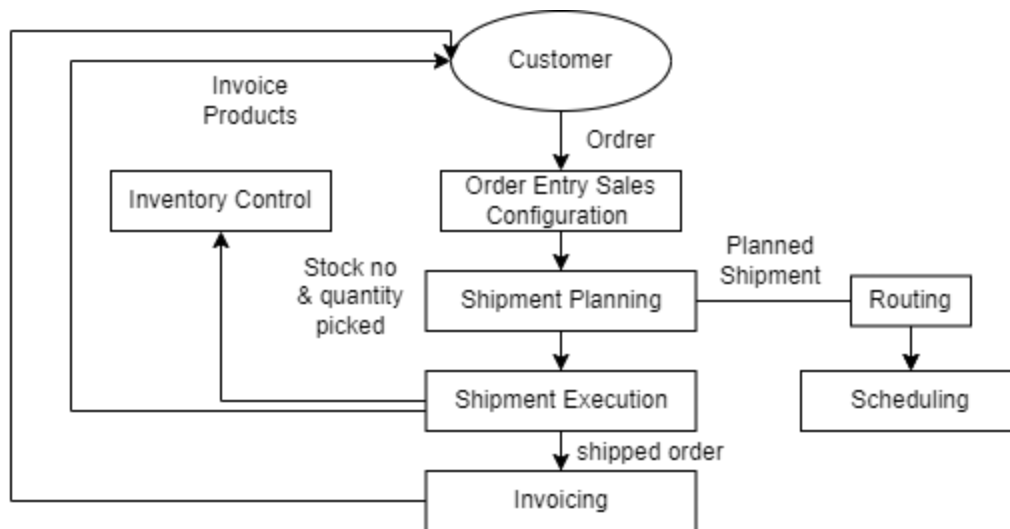 Customer
Invoice
Products
Ordrer
Inventory Control
Order Entry Sales
Configuration
Planned
Shipment
Stock no
& quantity
picked
Shipment Planning
Routing
Shipment Execution
Scheduling
shipped order
Invoicing